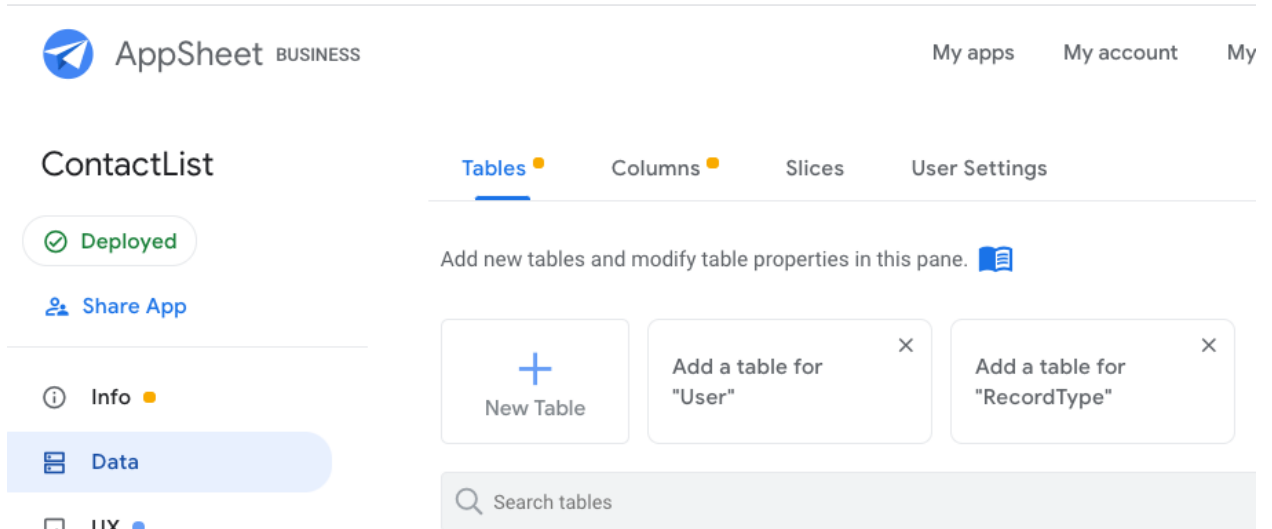 AppSheet BUSINESS
My apps
My account
My
ContactList
Deployed
Share App
Info
Data
UX
Tables
Columns
Slices
User Settings
Add new tables and modify table properties in this pane.
New Table
Add a table for
"User"
Add a table for
"RecordType"
Search tables